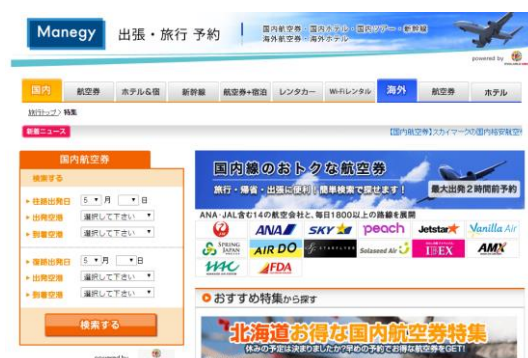 Manegy
出張・旅行 予約
国内航空券・国内ホテル・国内ツアー・新幹線
海外航空券・海外ホテル
powered by
国内 航空券 ホテル&宿 新幹線 航空券+宿泊 レンタカー Wi-Fiレンタル 海外 航空券 ホテル
旅行トップ> 特集
新着ニュース
【国内航空券】スカイマークの国内格安航空
国内航空券
検索する
往路出発日 5 月 日
出発空港 選択して下さい
到着空港 選択して下さい
復路出発日 5 月 日
出発空港 選択して下さい
到着空港 選択して下さい
検索する
powered by
国内線のおトクな航空券
旅行・帰省・出張に便利!簡単検索で探せます!
最大出発2時間前予約
ANA・JAL含む14の航空会社と、毎日1800以上の路線を展開
ANA SKY peach Jetstar Vanilla Air
SPRING JAPAN AIR DO STARFLYER Solaseed Air IBEX AMX
HAC FDA
おすすめ特集から探す
北海道お得な国内航空券特集
休みの予定は決まりましたか?早めの予約でお得な航空券をGET!